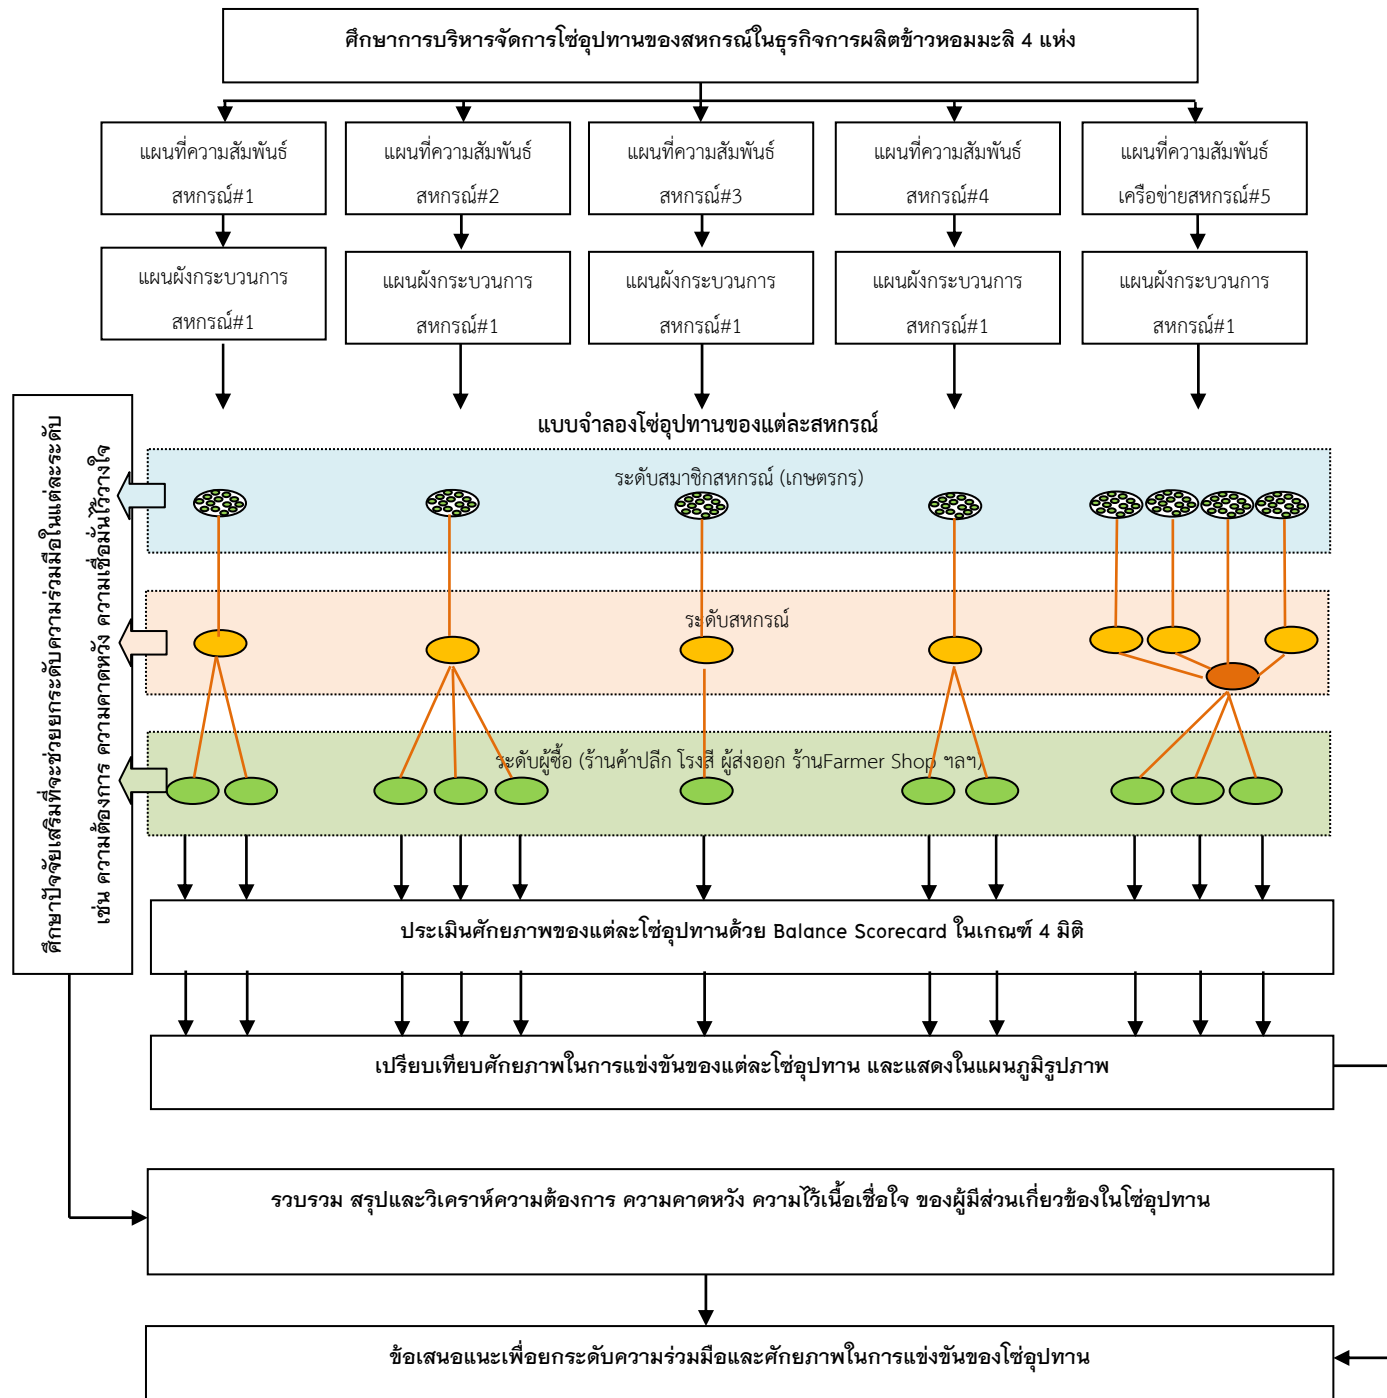 ศึกษาการบริหารจัดการโซ่อุปทานของสหกรณ์ในธุรกิจการผลิตข้าวหอมมะลิ 4 แห่ง
แผนที่ความสัมพันธ์
สหกรณ์#1
แผนที่ความสัมพันธ์
สหกรณ์#2
แผนที่ความสัมพันธ์
สหกรณ์#3
แผนที่ความสัมพันธ์
สหกรณ์#4
แผนที่ความสัมพันธ์
เครือข่ายสหกรณ์#5
แผนผังกระบวนการ
สหกรณ์#1
แผนผังกระบวนการ
สหกรณ์#1
แผนผังกระบวนการ
สหกรณ์#1
แผนผังกระบวนการ
สหกรณ์#1
แผนผังกระบวนการ
สหกรณ์#1
ศึกษาปัจจัยเสริมที่จะช่วยยกระดับความร่วมมือในแต่ละระดับ
เช่น ความต้องการ ความคาดหวัง ความเชื่อมั่นไว้วางใจ
แบบจำลองโซ่อุปทานของแต่ละสหกรณ์
ระดับสมาชิกสหกรณ์ (เกษตรกร)
ระดับสหกรณ์
ระดับผู้ซื้อ (ร้านค้าปลีก โรงสี ผู้ส่งออก ร้านFarmer Shop ฯลฯ)
ประเมินศักยภาพของแต่ละโซ่อุปทานด้วย Balance Scorecard ในเกณฑ์ 4 มิติ
เปรียบเทียบศักยภาพในการแข่งขันของแต่ละโซ่อุปทาน และแสดงในแผนภูมิรูปภาพ
รวบรวม สรุปและวิเคราห์ความต้องการ ความคาดหวัง ความไว้เนื้อเชื่อใจ ของผู้มีส่วนเกี่ยวข้องในโซ่อุปทาน
ข้อเสนอแนะเพื่อยกระดับความร่วมมือและศักยภาพในการแข่งขันของโซ่อุปทาน